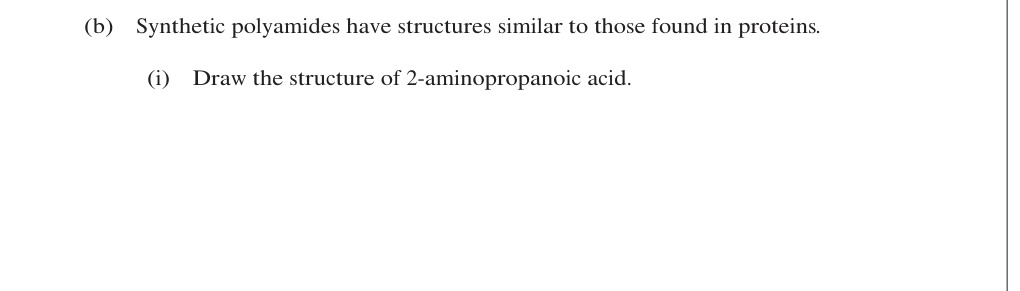 (b) Synthetic polyamides have structures similar to those found in proteins.
(i) Draw the structure of 2-aminopropanoic acid.